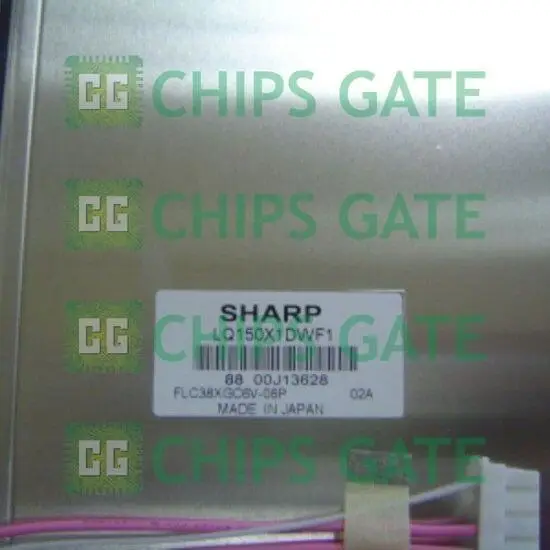 CG CHIPS GATE
CG CHIPS GATE
SHARP
LQ150X1DWF1
88 00J13628
FLC38XGC6V-06P 02A
MADE IN JAPAN
CG CHIPS GATE
CG CHIPS GATE